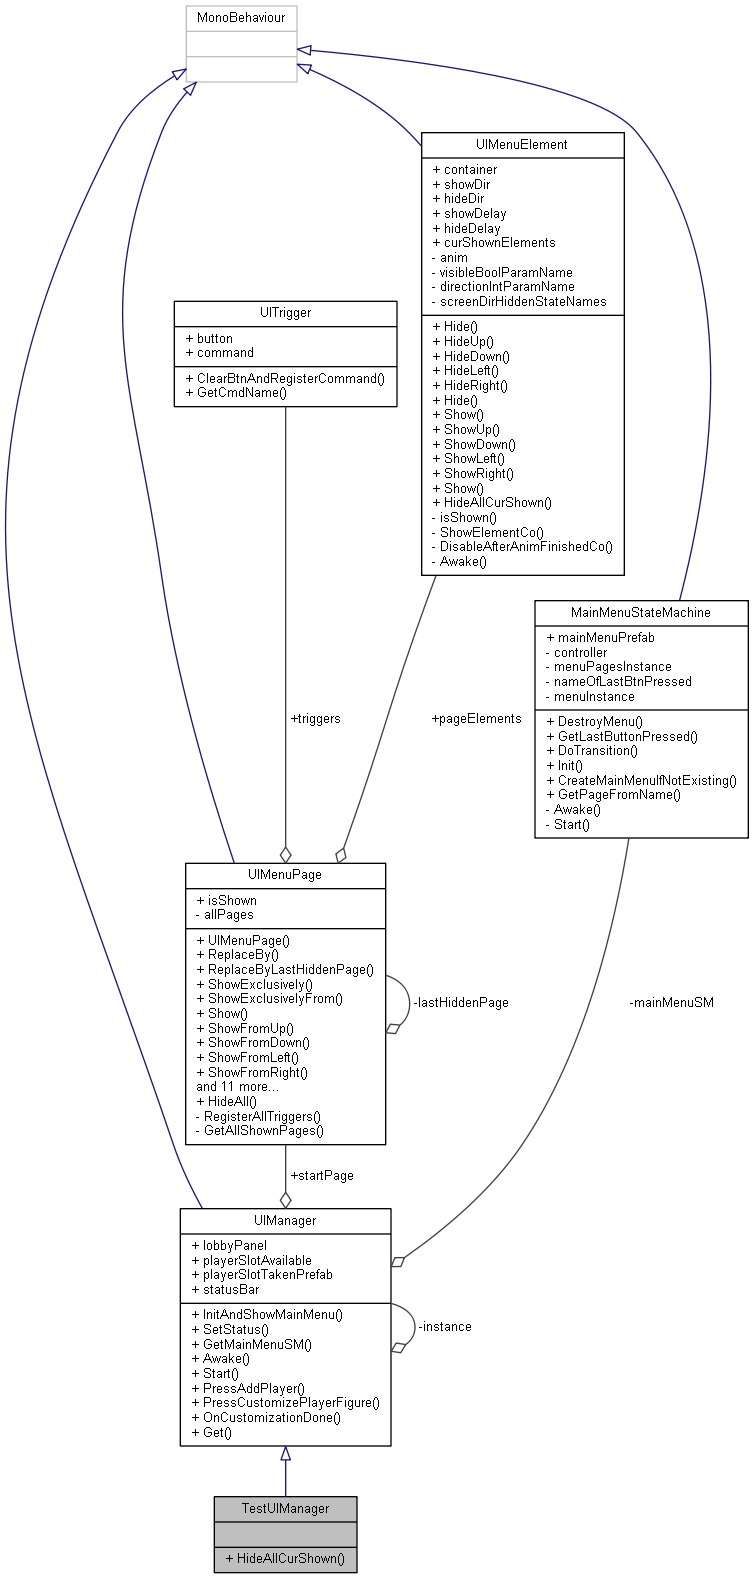 MonoBehaviour
UIMenuElement
+ container
+ showDir
+ hideDir
+ showDelay
+ hideDelay
+ curShownElements
- anim
- visibleBoolParamName
- directionIntParamName
- screenDirHiddenStateNames
+ Hide()
+ HideUp()
+ HideDown()
+ HideLeft()
+ HideRight()
+ Hide()
+ Show()
+ ShowUp()
+ ShowDown()
+ ShowLeft()
+ ShowRight()
+ Show()
+ HideAllCurShown()
- isShown()
- ShowElementCo()
- DisableAfterAnimFinishedCo()
- Awake()
UITrigger
+ button
+ command
+ ClearBtnAndRegisterCommand()
+ GetCmdName()
MainMenuStateMachine
+ mainMenuPrefab
- controller
- menuPagesInstance
- nameOfLastBtnPressed
- menuInstance
+ DestroyMenu()
+ GetLastButtonPressed()
+ DoTransition()
+ Init()
+ CreateMainMenuIfNotExisting()
+ GetPageFromName()
- Awake()
- Start()
+triggers
+pageElements
UIMenuPage
+ isShown
- allPages
+ UIMenuPage()
+ ReplaceBy()
+ ReplaceByLastHiddenPage()
+ ShowExclusively()
+ ShowExclusivelyFrom()
+ Show()
+ ShowFromUp()
+ ShowFromDown()
+ ShowFromLeft()
+ ShowFromRight()
and 11 more...
+ HideAll()
- RegisterAllTriggers()
- GetAllShownPages()
-lastHiddenPage
-mainMenuSM
+startPage
UIManager
+ lobbyPanel
+ playerSlotAvailable
+ playerSlotTakenPrefab
+ statusBar
+ InitAndShowMainMenu()
+ SetStatus()
+ GetMainMenuSM()
+ Awake()
+ Start()
+ PressAddPlayer()
+ PressCustomizePlayerFigure()
+ OnCustomizationDone()
+ Get()
-instance
TestUIManager
+ HideAllCurShown()